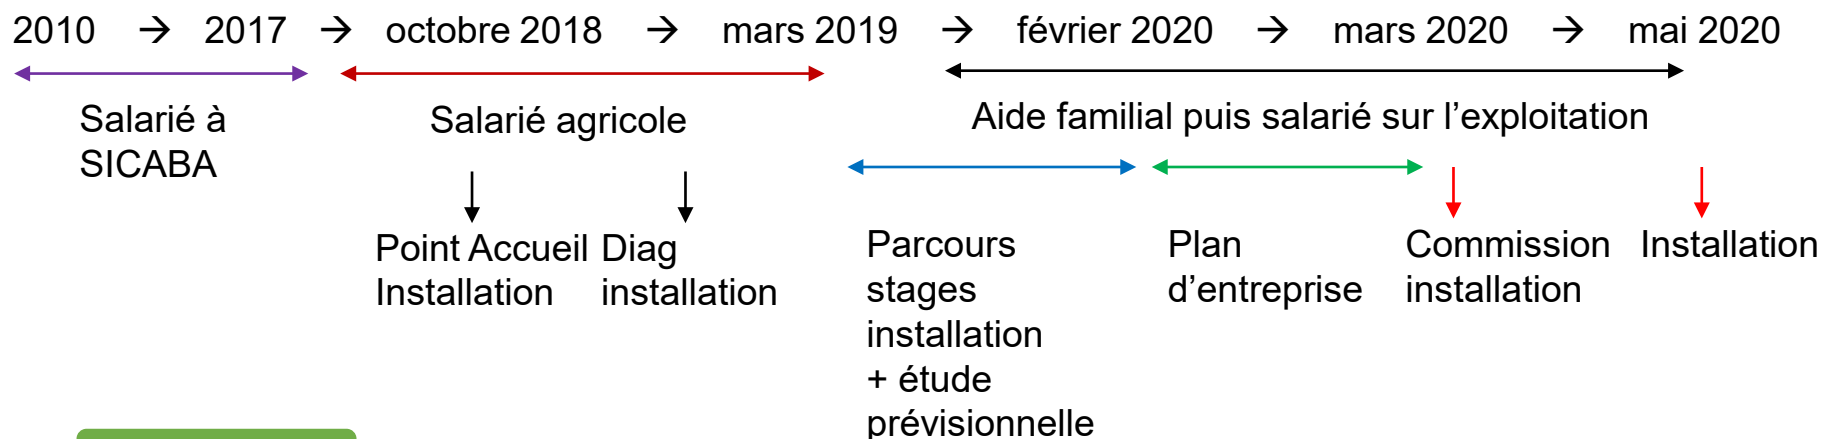 2010 → 2017 → octobre 2018 → mars 2019 → février 2020 → mars 2020 → mai 2020
Salarié à
SICABA
Salarié agricole
Aide familial puis salarié sur l’exploitation
Point Accueil
Installation
Diag
installation
Parcours
stages
installation
+ étude
prévisionnelle
Plan
d’entreprise
Commission
installation
Installation